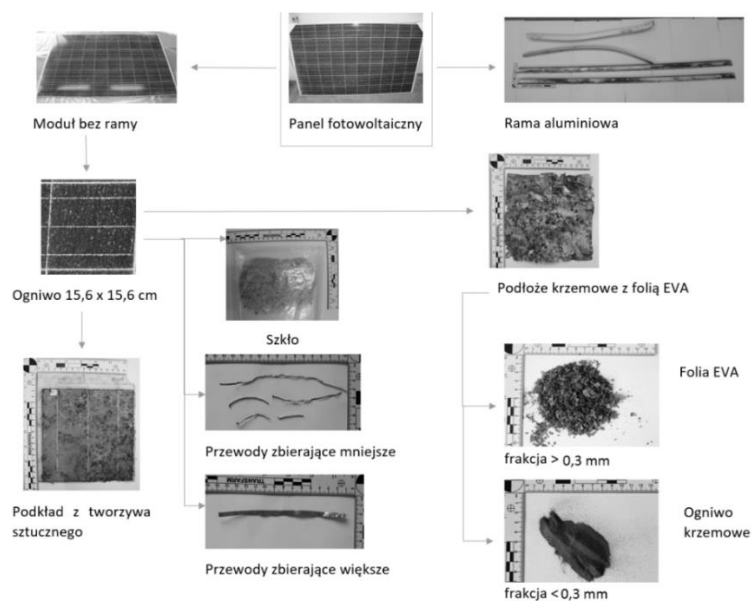 Moduł bez ramy
Panel fotowoltaiczny
Rama aluminiowa
Ogniwo 15,6 x 15,6 cm
Podłoże krzemowe z folią EVA
Szkło
Folia EVA
Przewody zbierające mniejsze
frakcja > 0,3 mm
Podkład z tworzywa
sztucznego
Ogniwo
krzemowe
Przewody zbierające większe
frakcja < 0,3 mm